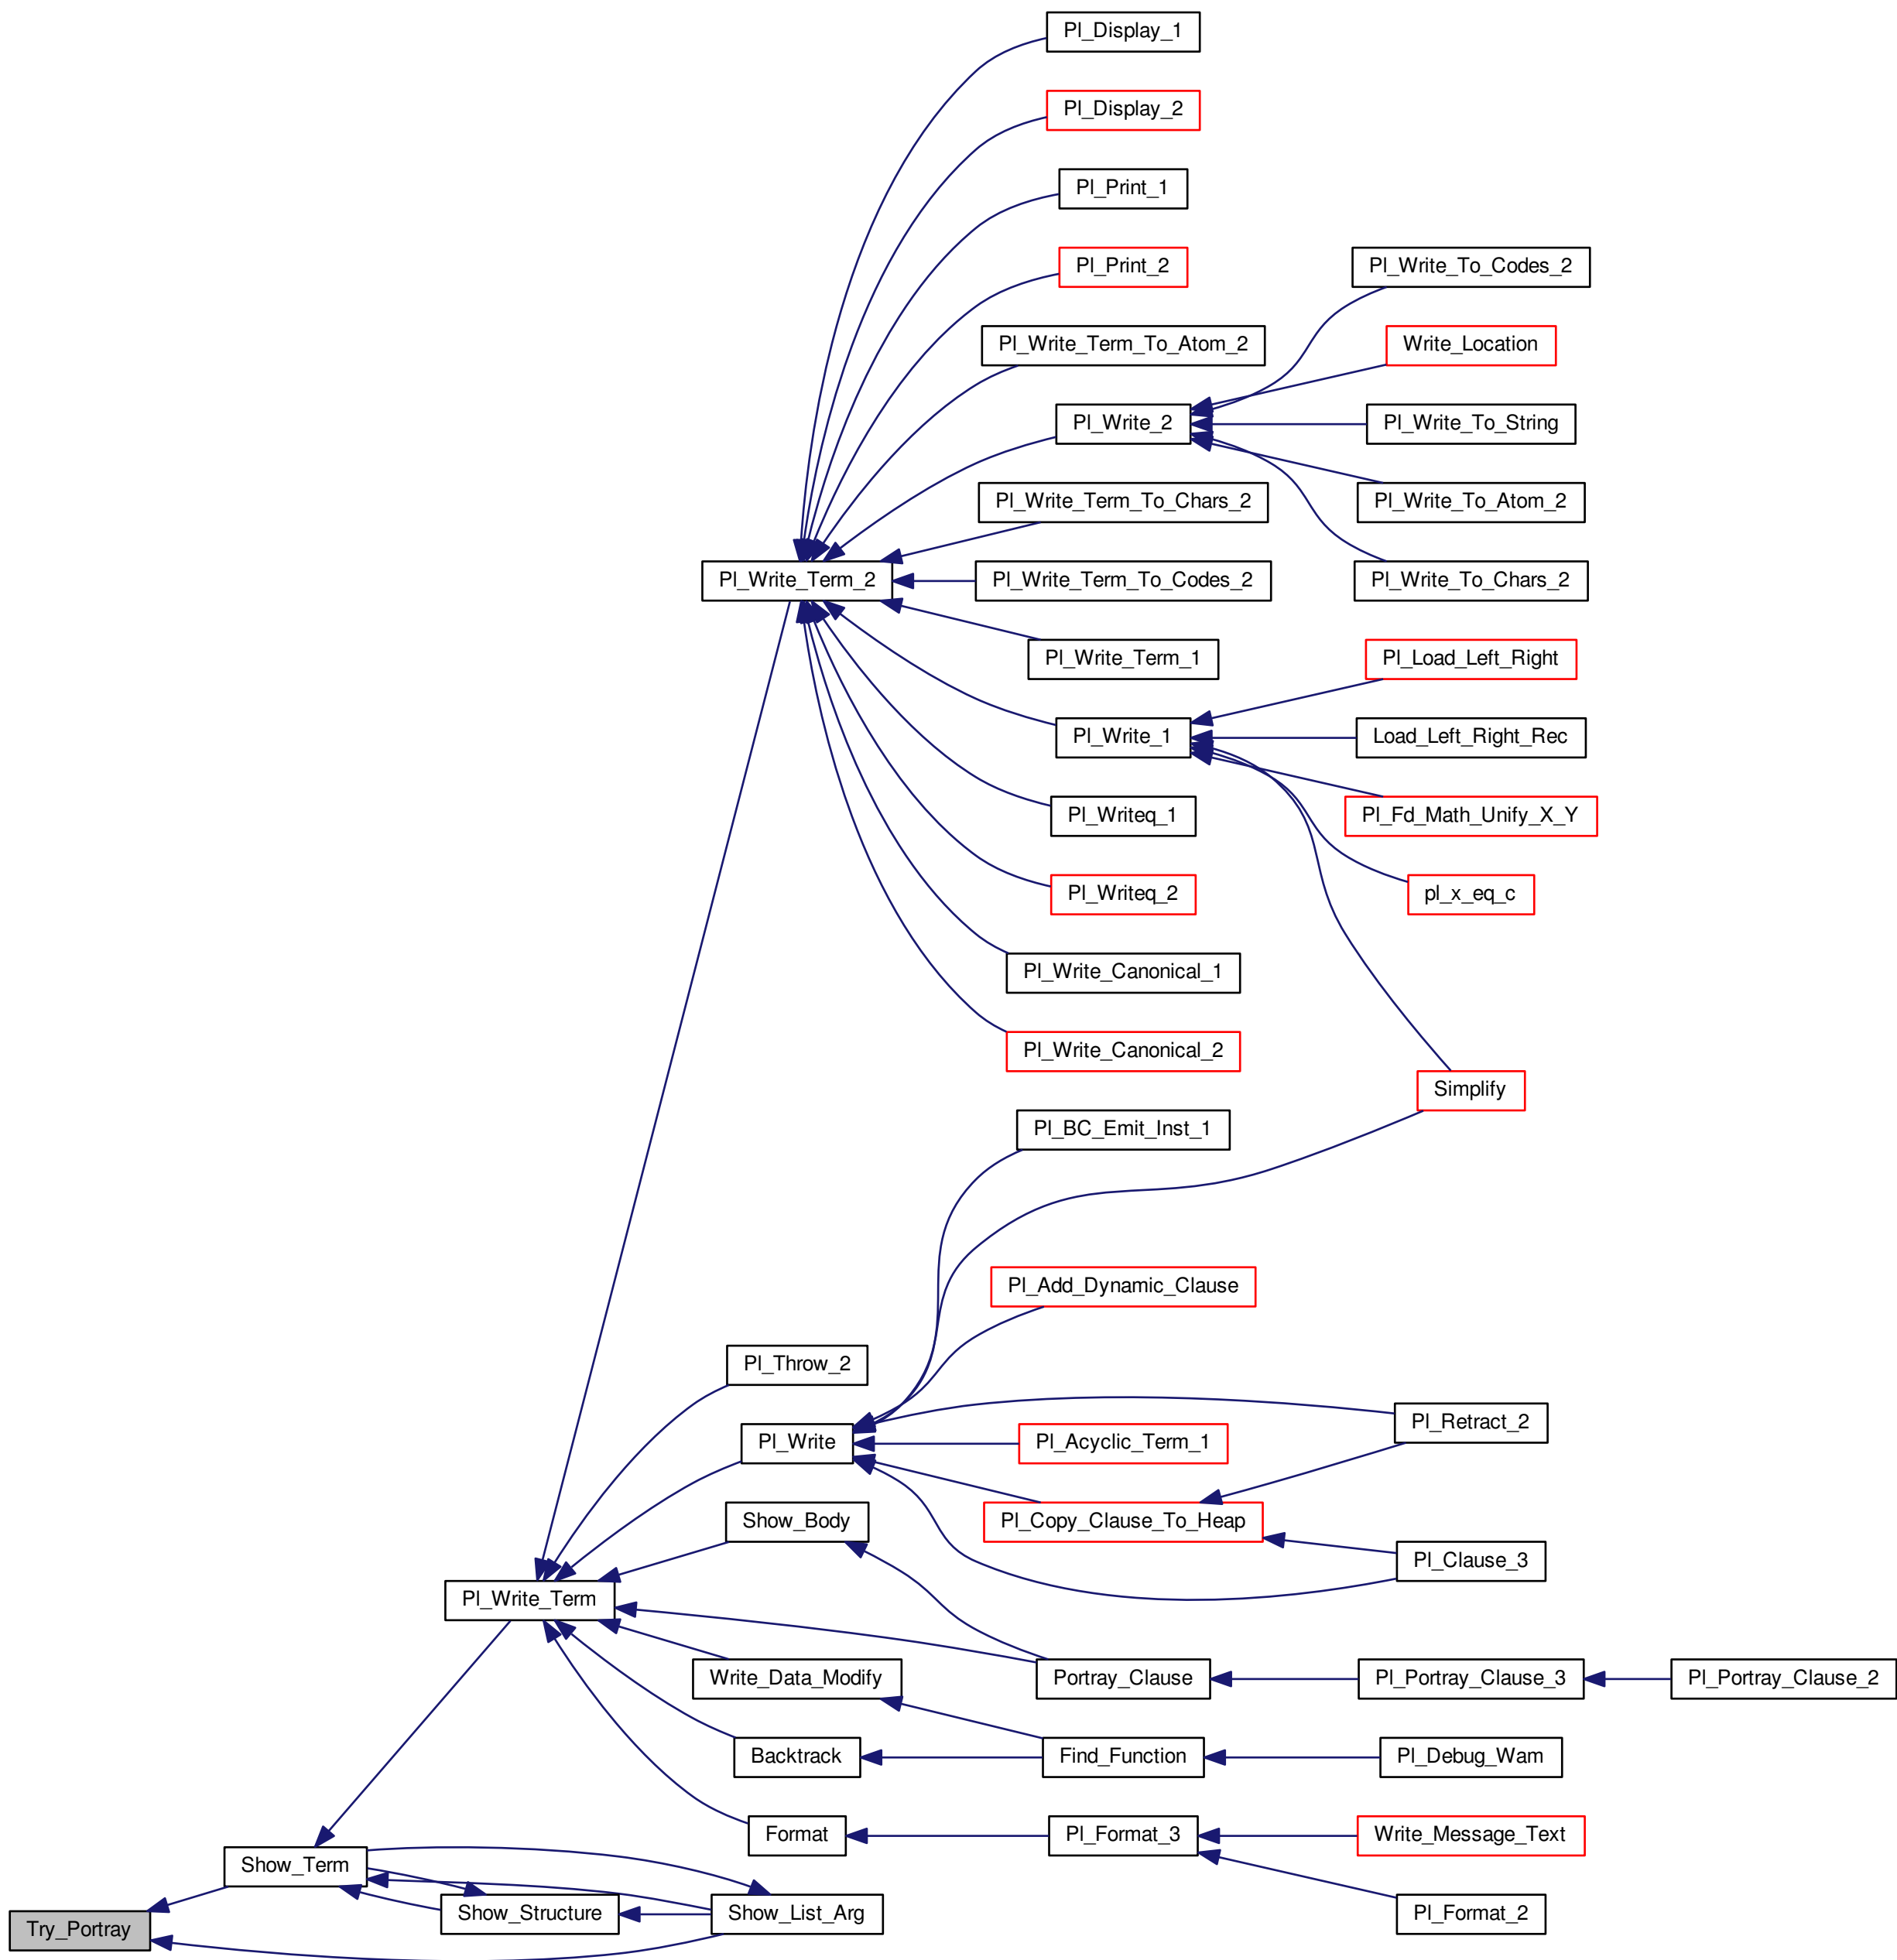 Pl_Display_1
Pl_Display_2
Pl_Print_1
Pl_Print_2
Pl_Write_To_Codes_2
Pl_Write_Term_To_Atom_2
Write_Location
Pl_Write_2
Pl_Write_To_String
Pl_Write_Term_To_Chars_2
Pl_Write_To_Atom_2
Pl_Write_Term_2
Pl_Write_Term_To_Codes_2
Pl_Write_To_Chars_2
Pl_Write_Term_1
Pl_Load_Left_Right
Pl_Write_1
Load_Left_Right_Rec
Pl_Writeq_1
Pl_Fd_Math_Unify_X_Y
Pl_Writeq_2
pl_x_eq_c
Pl_Write_Canonical_1
Pl_Write_Canonical_2
Simplify
Pl_BC_Emit_Inst_1
Pl_Add_Dynamic_Clause
Pl_Throw_2
Pl_Retract_2
Pl_Write
Pl_Acyclic_Term_1
Show_Body
Pl_Copy_Clause_To_Heap
Pl_Clause_3
Pl_Write_Term
Write_Data_Modify
Portray_Clause
Pl_Portray_Clause_3
Pl_Portray_Clause_2
Backtrack
Find_Function
Pl_Debug_Wam
Format
Pl_Format_3
Write_Message_Text
Show_Term
Show_Structure
Show_List_Arg
Pl_Format_2
Try_Portray